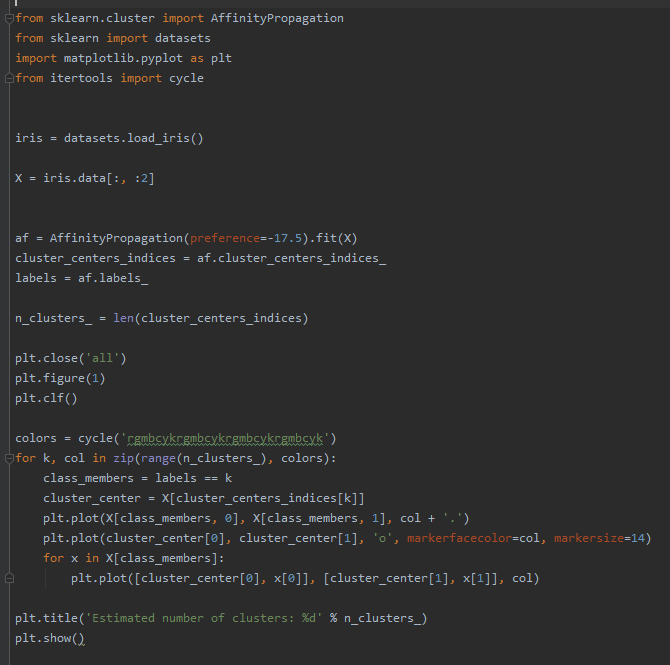 from sklearn.cluster import AffinityPropagation
from sklearn import datasets
import matplotlib.pyplot as plt
from itertools import cycle
iris = datasets.load_iris()
X = iris.data[:, :2]
af = AffinityPropagation(preference=-17.5).fit(X)
cluster_centers_indices = af.cluster_centers_indices_
labels = af.labels_
n_clusters_ = len(cluster_centers_indices)
plt.close('all')
plt.figure(1)
plt.clf()
colors = cycle('rgmbcykrgmbcykrgmbcykrgmbcyk')
for k, col in zip(range(n_clusters_), colors):
    class_members = labels == k
    cluster_center = X[cluster_centers_indices[k]]
    plt.plot(X[class_members, 0], X[class_members, 1], col + '.')
    plt.plot(cluster_center[0], cluster_center[1], 'o', markerfacecolor=col, markersize=14)
    for x in X[class_members]:
        plt.plot([cluster_center[0], x[0]], [cluster_center[1], x[1]], col)
plt.title('Estimated number of clusters: %d' % n_clusters_)
plt.show()